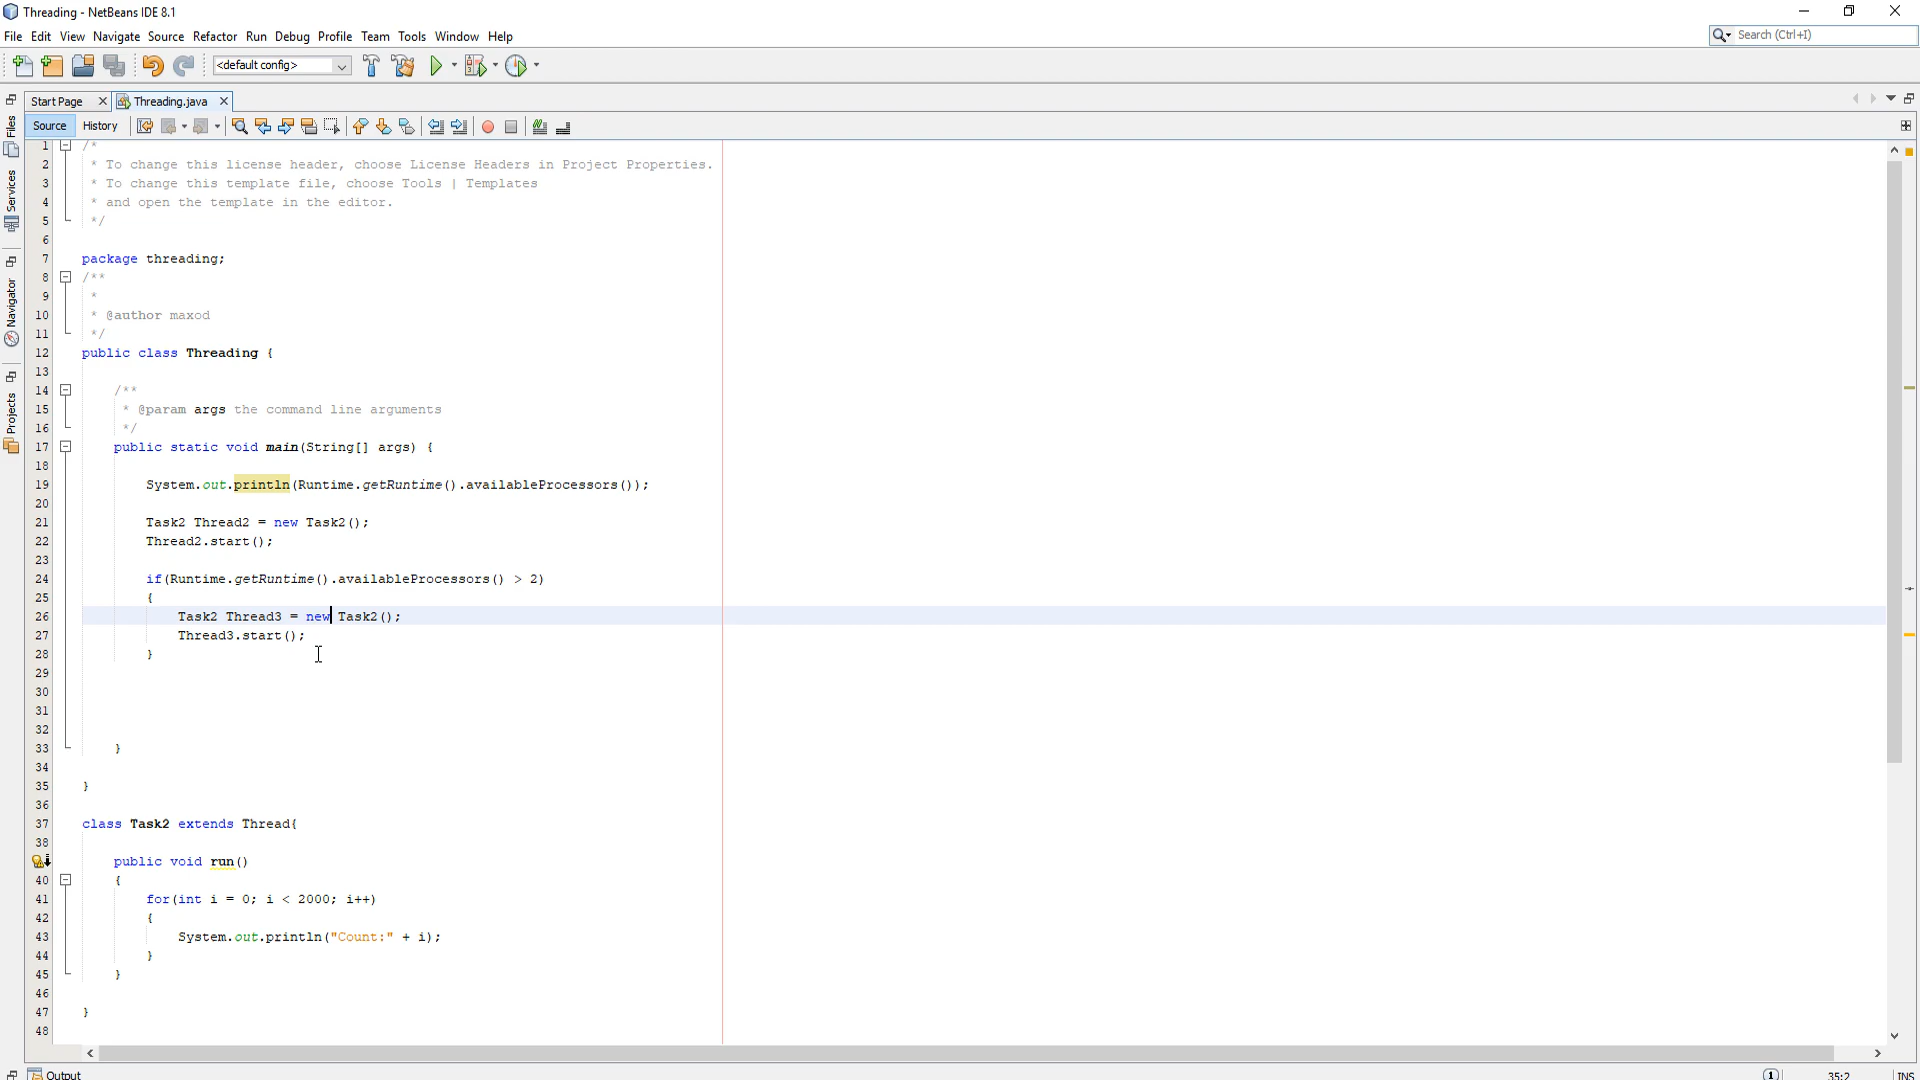 Threading - NetBeans IDE 8.1
File Edit View Navigate Source Refactor Run Debug Profile Team Tools Window Help
Search (Ctrl+I)
<default config>
Start Page
Threading.java
Source History
Files
Services
Navigator
Projects
1 /*
2 * To change this license header, choose License Headers in Project Properties.
3 * To change this template file, choose Tools | Templates
4 * and open the template in the editor.
5 */
6
7 package threading;
8 /**
9 *
10 * @author maxod
11 */
12 public class Threading {
13
14 /**
15 * @param args the command line arguments
16 */
17 public static void main(String[] args) {
18
19 System.out.println(Runtime.getRuntime().availableProcessors());
20
21 Task2 Thread2 = new Task2();
22 Thread2.start();
23
24 if(Runtime.getRuntime().availableProcessors() > 2)
25 {
26 Task2 Thread3 = new Task2();
27 Thread3.start();
28 }
29
30
31
32
33 }
34
35 }
36
37 class Task2 extends Thread{
38
public void run()
40 {
41 for(int i = 0; i < 2000; i++)
42 {
43 System.out.println("Count:" + i);
44 }
45 }
46
47 }
48
Output
1
35:2
INS